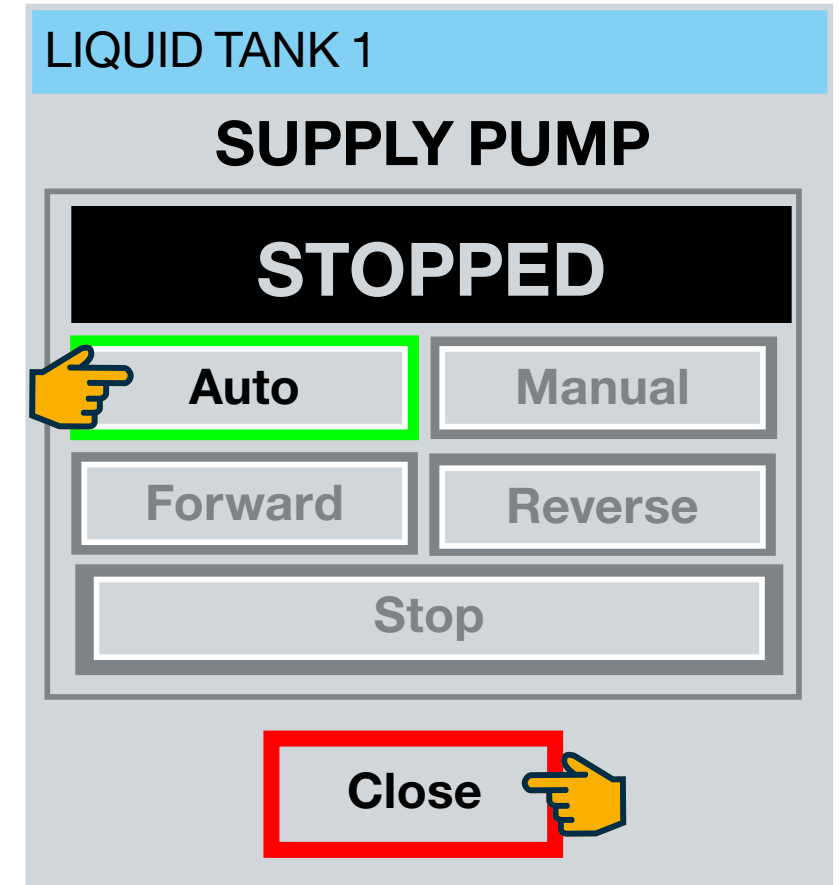 LIQUID TANK 1
SUPPLY PUMP
STOPPED
Auto
Manual
Forward
Reverse
Stop
Close